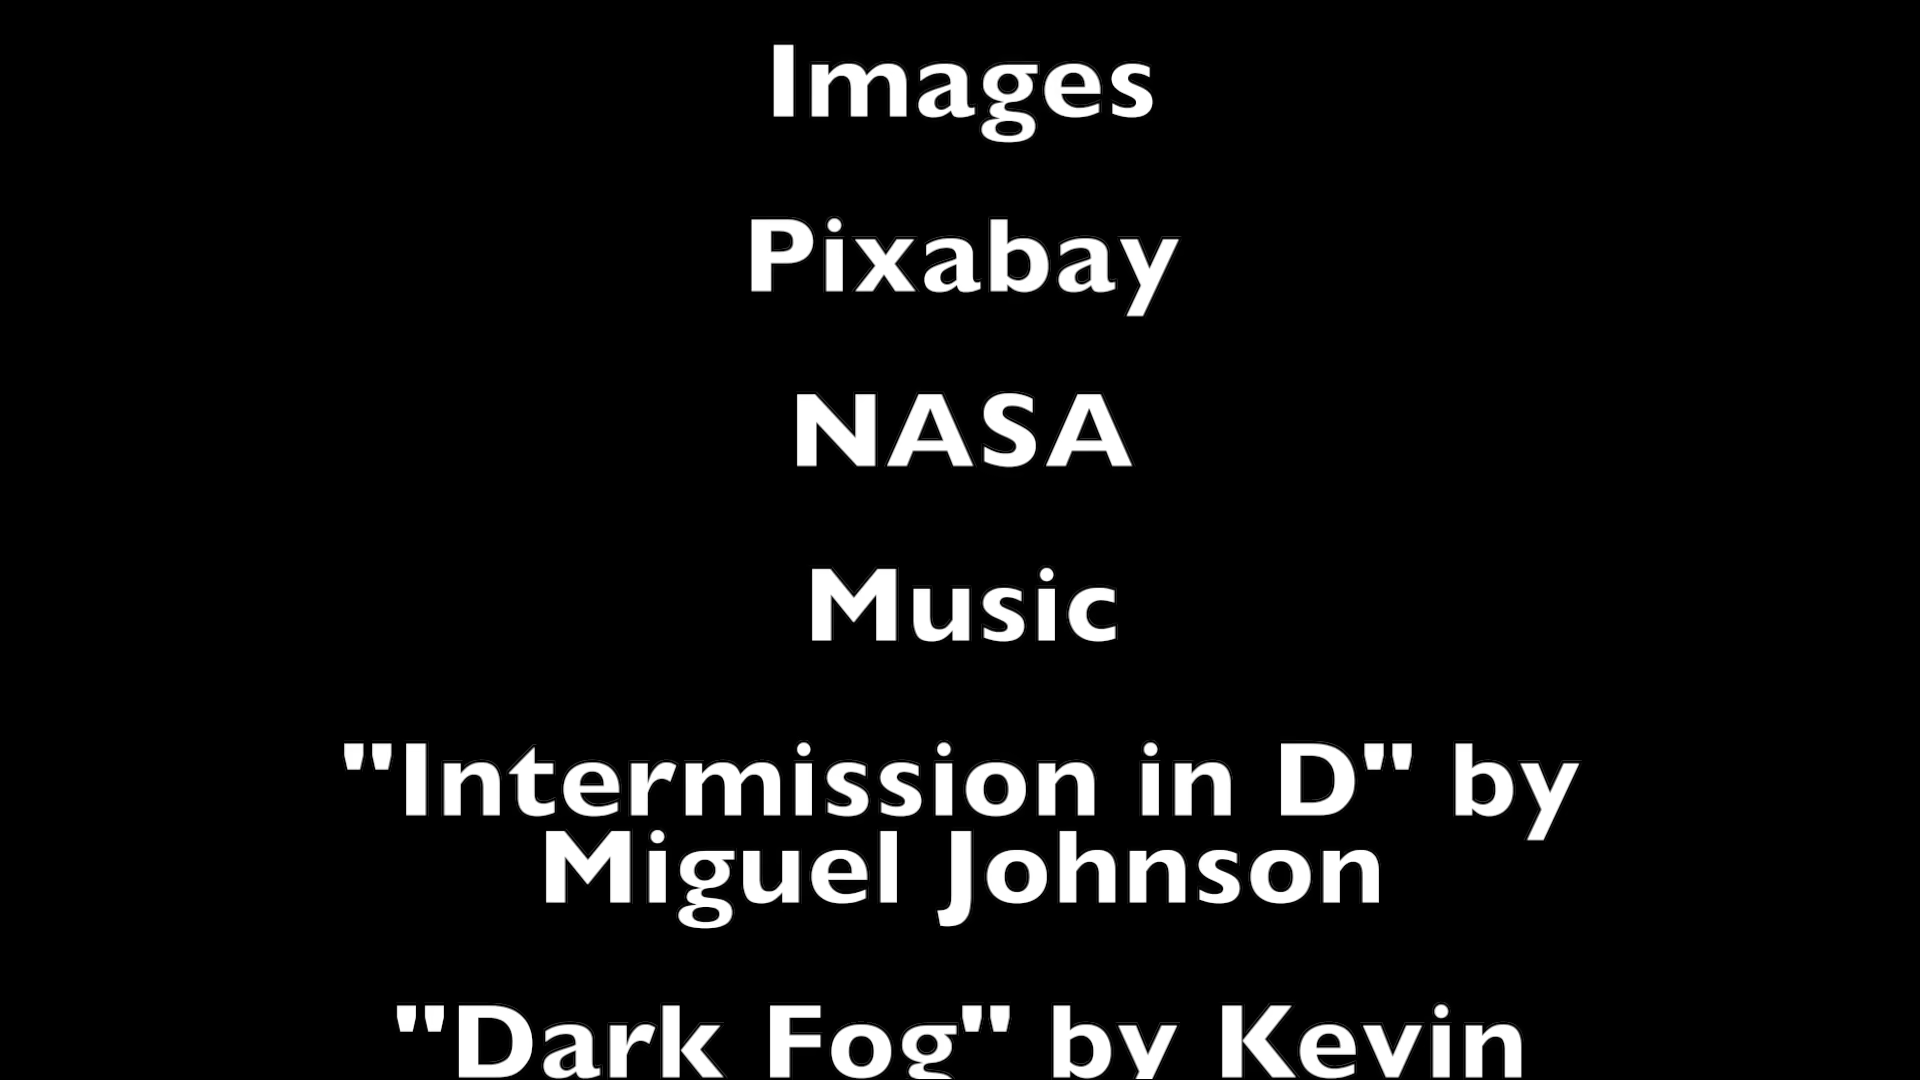 Images
Pixabay
NASA
Music
"Intermission in D" by
Miguel Johnson
"Dark Fog" by Kevin